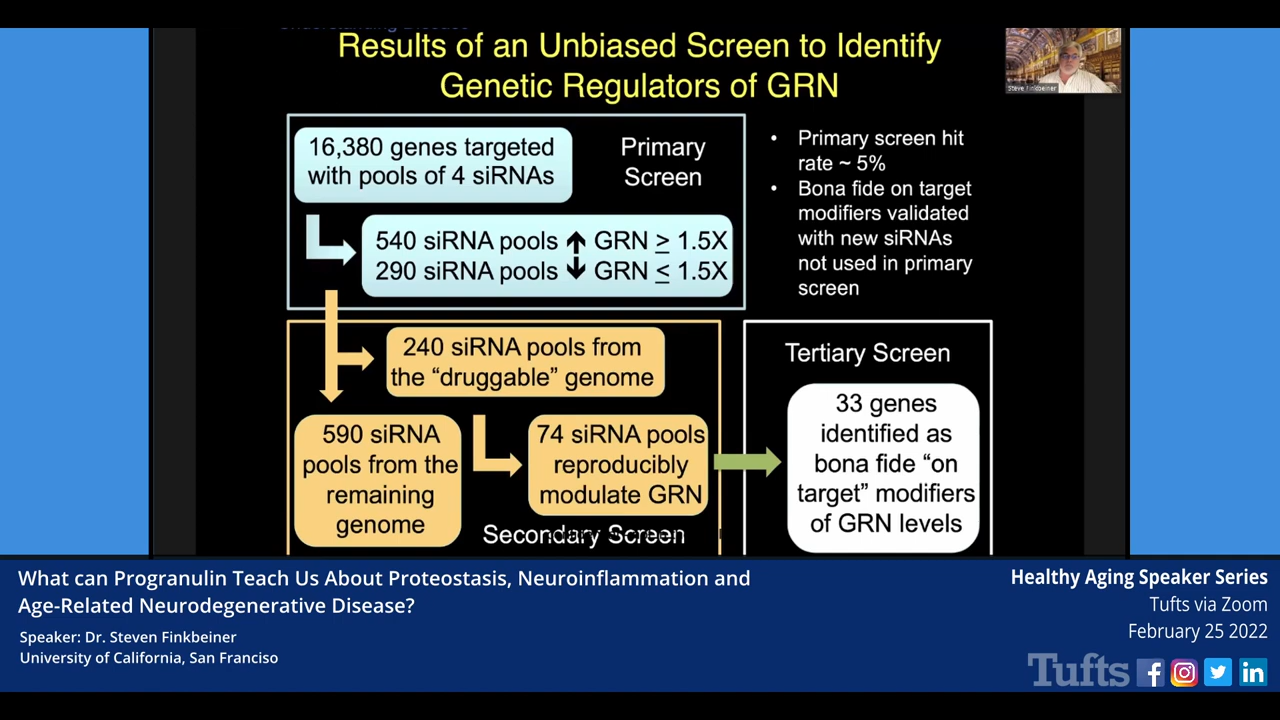 Results of an Unbiased Screen to Identify
Genetic Regulators of GRN
Steve Finkbeiner
16,380 genes targeted
with pools of 4 siRNAs
Primary
Screen
540 siRNA pools ↑ GRN ≥ 1.5X
290 siRNA pools ↓ GRN ≤ 1.5X
• Primary screen hit
rate ~ 5%
• Bona fide on target
modifiers validated
with new siRNAs
not used in primary
screen
240 siRNA pools from
the “druggable” genome
590 siRNA
pools from the
remaining
genome
74 siRNA pools
reproducibly
modulate GRN
Secondary Screen
Tertiary Screen
33 genes
identified as
bona fide “on
target” modifiers
of GRN levels
What can Progranulin Teach Us About Proteostasis, Neuroinflammation and
Age-Related Neurodegenerative Disease?
Speaker: Dr. Steven Finkbeiner
University of California, San Franciso
Healthy Aging Speaker Series
Tufts via Zoom
February 25 2022
Tufts